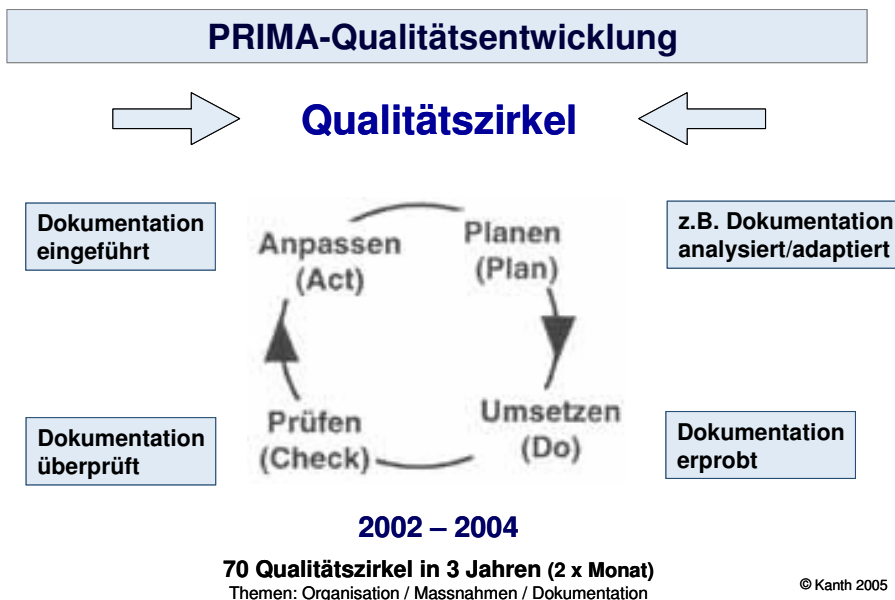 PRIMA-Qualitätsentwicklung
Qualitätszirkel
Dokumentation
eingeführt
Anpassen
(Act)
Planen
(Plan)
z.B. Dokumentation
analysiert/adaptiert
Dokumentation
überprüft
Prüfen
(Check)
Umsetzen
(Do)
Dokumentation
erprobt
2002 – 2004
70 Qualitätszirkel in 3 Jahren (2 x Monat)
Themen: Organisation / Massnahmen / Dokumentation
© Kanth 2005